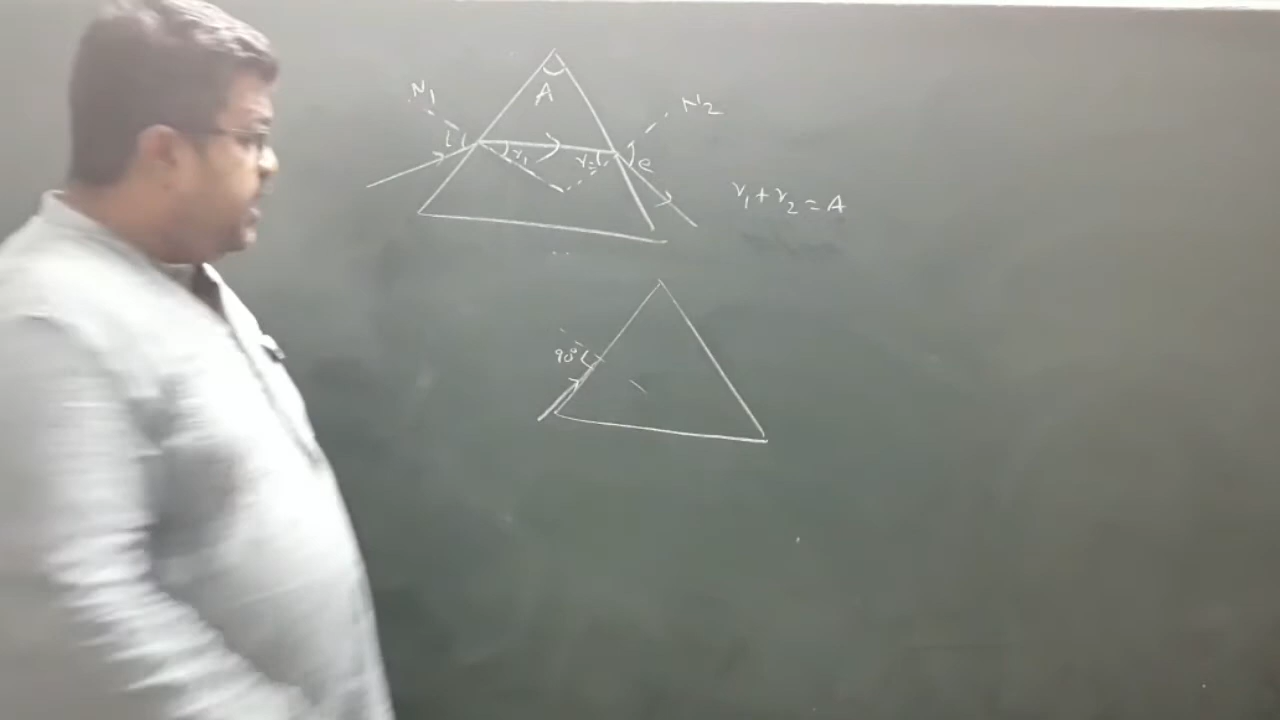 A
N₁
N₂
i
r₁
r₂
e
r₁ + r₂ = A
90°